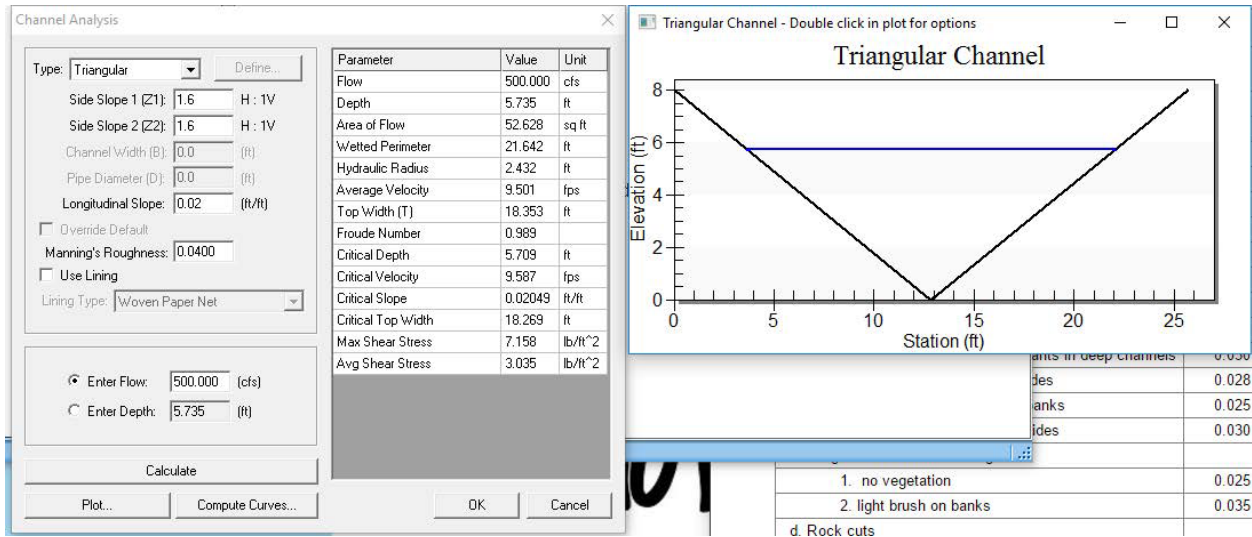 Channel Analysis
Type: Triangular Define...
Side Slope 1 (Z1): 1.6 H : 1V
Side Slope 2 (Z2): 1.6 H : 1V
Channel Width (B): 0.0 (ft)
Pipe Diameter (D): 0.0 (ft)
Longitudinal Slope: 0.02 (ft/ft)
Override Default
Manning's Roughness: 0.0400
Use Lining
Lining Type: Woven Paper Net
Enter Flow: 500.000 (cfs)
Enter Depth: 5.735 (ft)
Calculate
Plot... Compute Curves...
Parameter Value Unit
Flow 500.000 cfs
Depth 5.735 ft
Area of Flow 52.628 sq ft
Wetted Perimeter 21.642 ft
Hydraulic Radius 2.432 ft
Average Velocity 9.501 fps
Top Width (T) 18.353 ft
Froude Number 0.989
Critical Depth 5.709 ft
Critical Velocity 9.587 fps
Critical Slope 0.02049 ft/ft
Critical Top Width 18.269 ft
Max Shear Stress 7.158 lb/ft^2
Avg Shear Stress 3.035 lb/ft^2
OK Cancel
Triangular Channel - Double click in plot for options
Triangular Channel
Elevation (ft)
8
6
4
2
0
0 5 10 15 20 25
Station (ft)
ants in deep channels
des 0.028
anks 0.025
ides 0.030
1. no vegetation 0.025
2. light brush on banks 0.035
d. Rock cuts